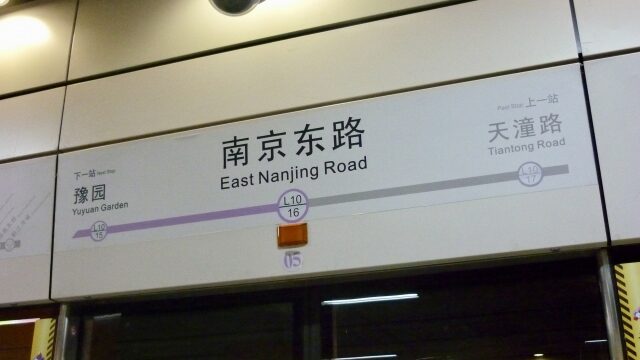 南京东路
East Nanjing Road
下一站 Next Stop
豫园
Yuyuan Garden
Past Stop 上一站
天潼路
Tiantong Road
L10
15
L10
16
L10
17
05